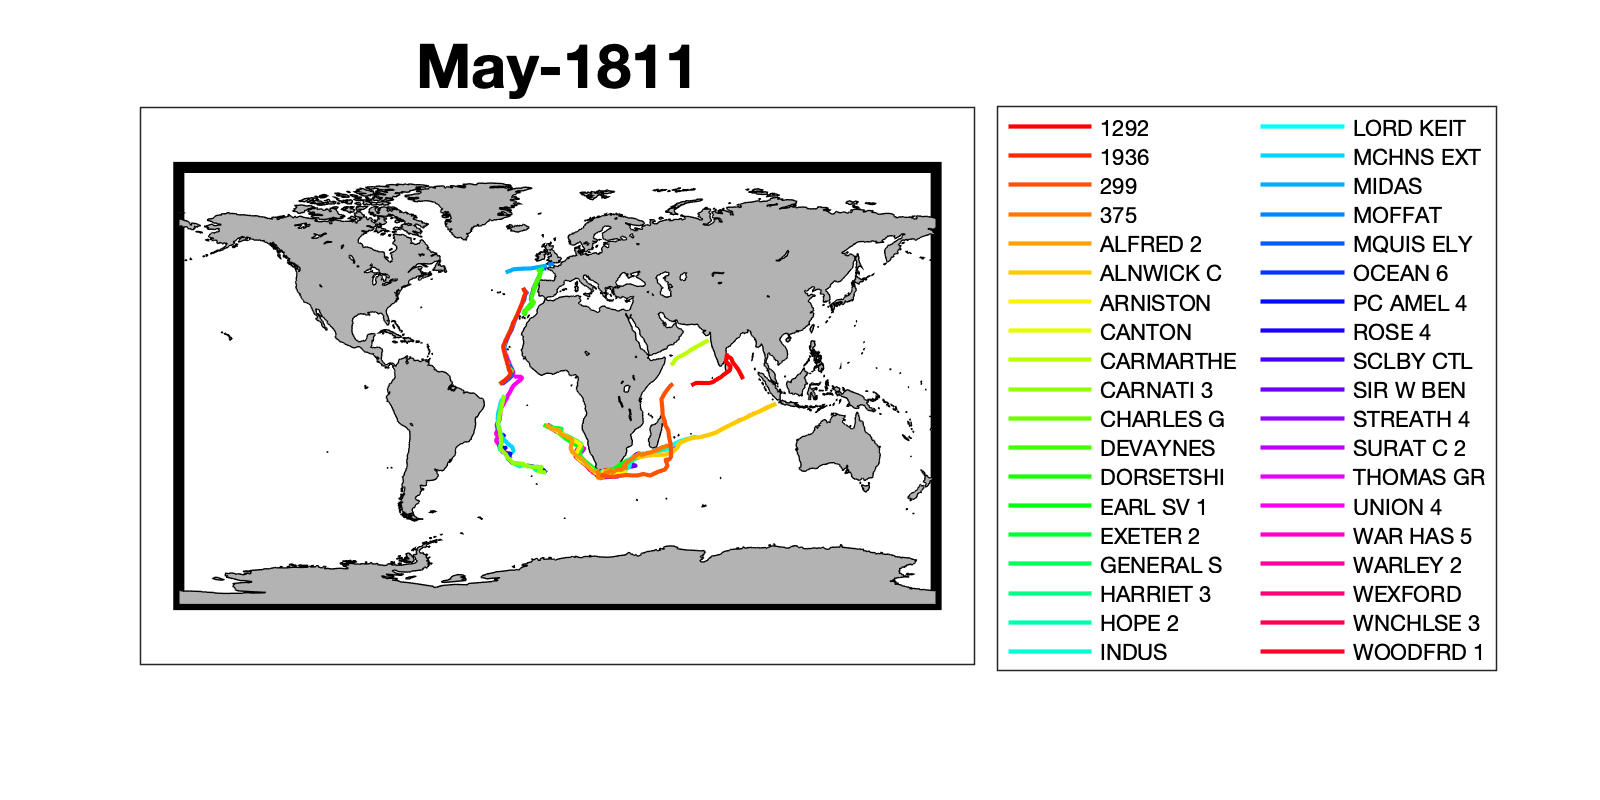 May-1811
1292
1936
299
375
ALFRED 2
ALNWICK C
ARNISTON
CANTON
CARMARTHE
CARNATI 3
CHARLES G
DEVAYNES
DORSETSHI
EARL SV 1
EXETER 2
GENERAL S
HARRIET 3
HOPE 2
INDUS
LORD KEIT
MCHNS EXT
MIDAS
MOFFAT
MQUIS ELY
OCEAN 6
PC AMEL 4
ROSE 4
SCLBY CTL
SIR W BEN
STREATH 4
SURAT C 2
THOMAS GR
UNION 4
WAR HAS 5
WARLEY 2
WEXFORD
WNCHLSE 3
WOODFRD 1